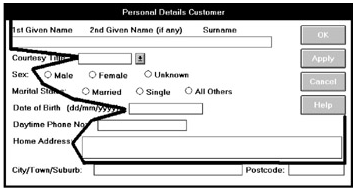 Personal Details Customer
1st Given Name 2nd Given Name (if any) Surname
OK
Courtesy Title:
Apply
Sex: Male Female Unknown
Cancel
Marital Status: Married Single All Others
Date of Birth (dd/mm/yyyy):
Help
Daytime Phone No:
Home Address:
City/Town/Suburb: Postcode: